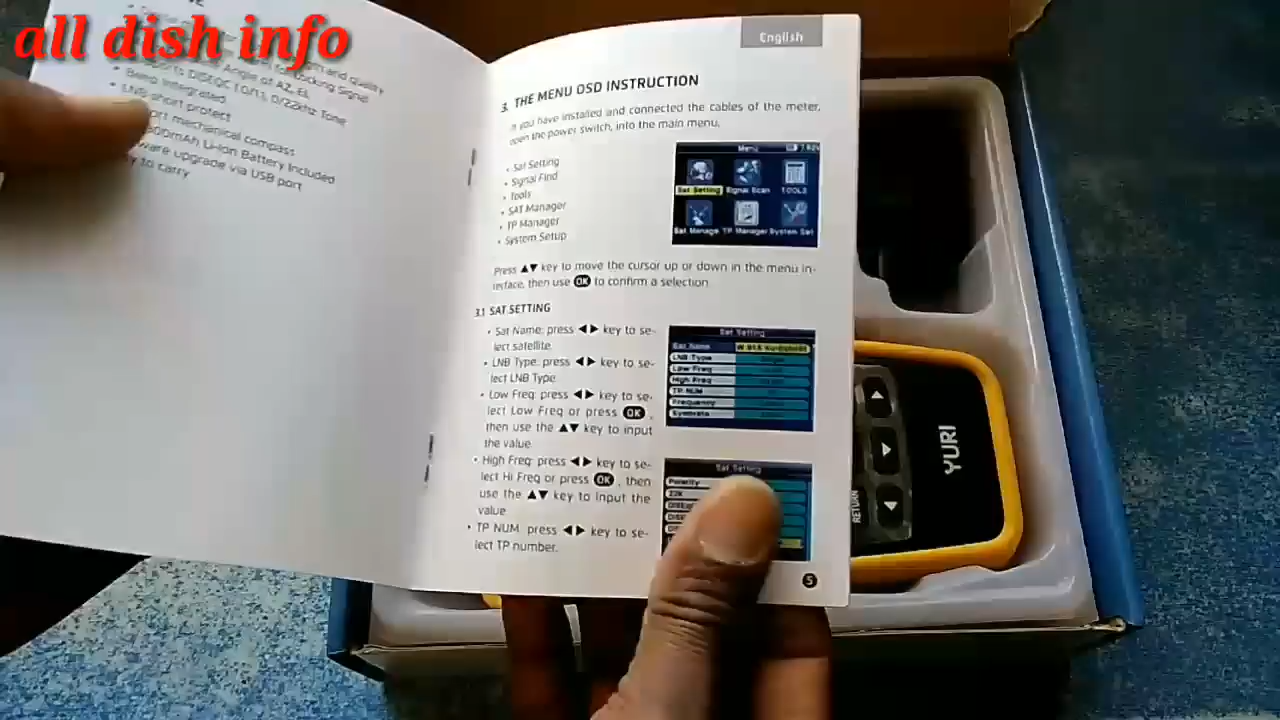 all dish info
Being Integrated
LNB short protect
mechanical compass
Li-ion Battery Included
upgrade via USB port
to carry
English
3. THE MENU OSD INSTRUCTION
If you have installed and connected the cables of the meter,
open the power switch, into the main menu.
• Sat Setting
• Signal Find
• Tools
• SAT Manager
• TP Manager
• System Setup
Menu
Sat Setting Signal Scan TOOLS
Sat Manage TP Manager System Set
Press ▲▼ key to move the cursor up or down in the menu in-
terface, then use OK to confirm a selection.
3.1 SAT SETTING
• Sat Name: press ◀▶ key to se-
lect satellite.
• LNB Type: press ◀▶ key to se-
lect LNB Type.
• Low Freq: press ◀▶ key to se-
lect Low Freq or press OK ,
then use the ▲▼ key to input
the value.
• High Freq: press ◀▶ key to se-
lect Hi Freq or press OK , then
use the ▲▼ key to input the
value.
• TP NUM: press ◀▶ key to se-
lect TP number.
Sat Setting
Sat Name
LNB Type
Low Freq
High Freq
TP NUM
Frequency
Symbrate
Sat Setting
Polarity
22K
5
RETURN
YURI